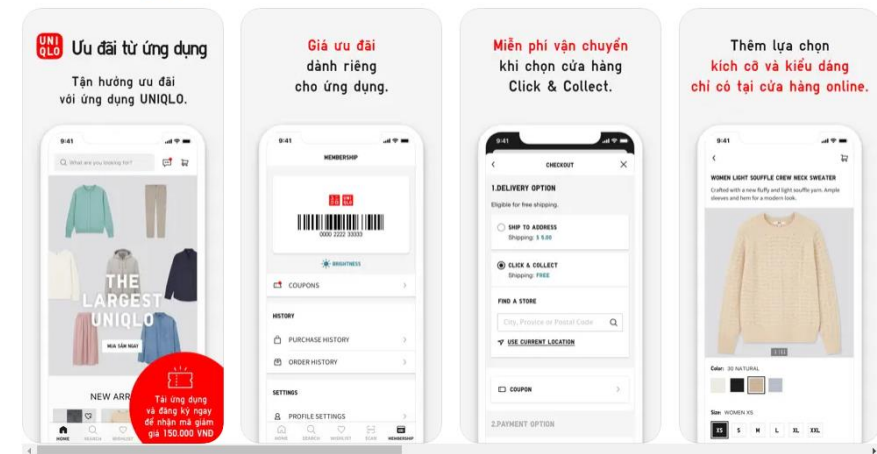 UNI
QLO
Ưu đãi từ ứng dụng
Tận hưởng ưu đãi
với ứng dụng UNIQLO.
9:41
What are you looking for?
THE
LARGEST
UNIQLO
MUA SẮM NGAY
NEW ARR
Tải ứng dụng
và đăng ký ngay
để nhận mã giảm
giá 150.000 VND
HOME
SEARCH
WISHLIST
Giá ưu đãi
dành riêng
cho ứng dụng.
9:41
MEMBERSHIP
0000 2222 33333
BRIGHTNESS
COUPONS
HISTORY
PURCHASE HISTORY
ORDER HISTORY
SETTINGS
PROFILE SETTINGS
HOME
SEARCH
WISHLIST
SCAN
MEMBERSHIP
Miễn phí vận chuyển
khi chọn cửa hàng
Click & Collect.
9:41
CHECKOUT
1.DELIVERY OPTION
Eligible for free shipping.
SHIP TO ADDRESS
Shipping:
CLICK & COLLECT
Shipping: FREE
FIND A STORE
City, Province or Postal Code
USE CURRENT LOCATION
COUPON
2.PAYMENT OPTION
Thêm lựa chọn
kích cỡ và kiểu dáng
chỉ có tại cửa hàng online.
9:41
WOMEN LIGHT SOUFFLE CREW NECK SWEATER
Crafted with a new fluffy and light souffle yarn. Ample
sleeves and hem for a modern look.
Color: 30 NATURAL
Size: WOMEN XS
XS S M L XL XXL